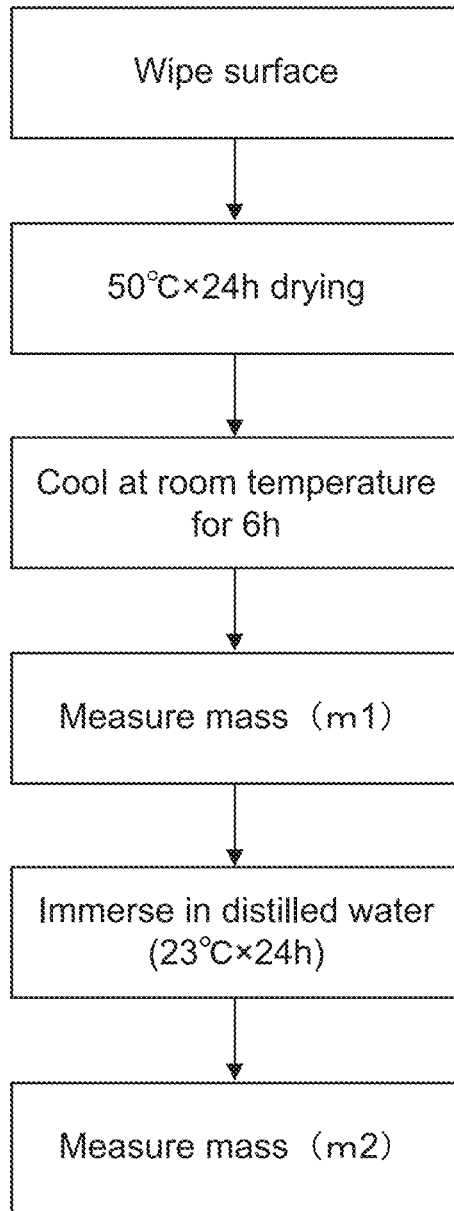 Wipe surface
50℃×24h drying
Cool at room temperature
for 6h
Measure mass（m1）
Immerse in distilled water
(23℃×24h)
Measure mass（m2）